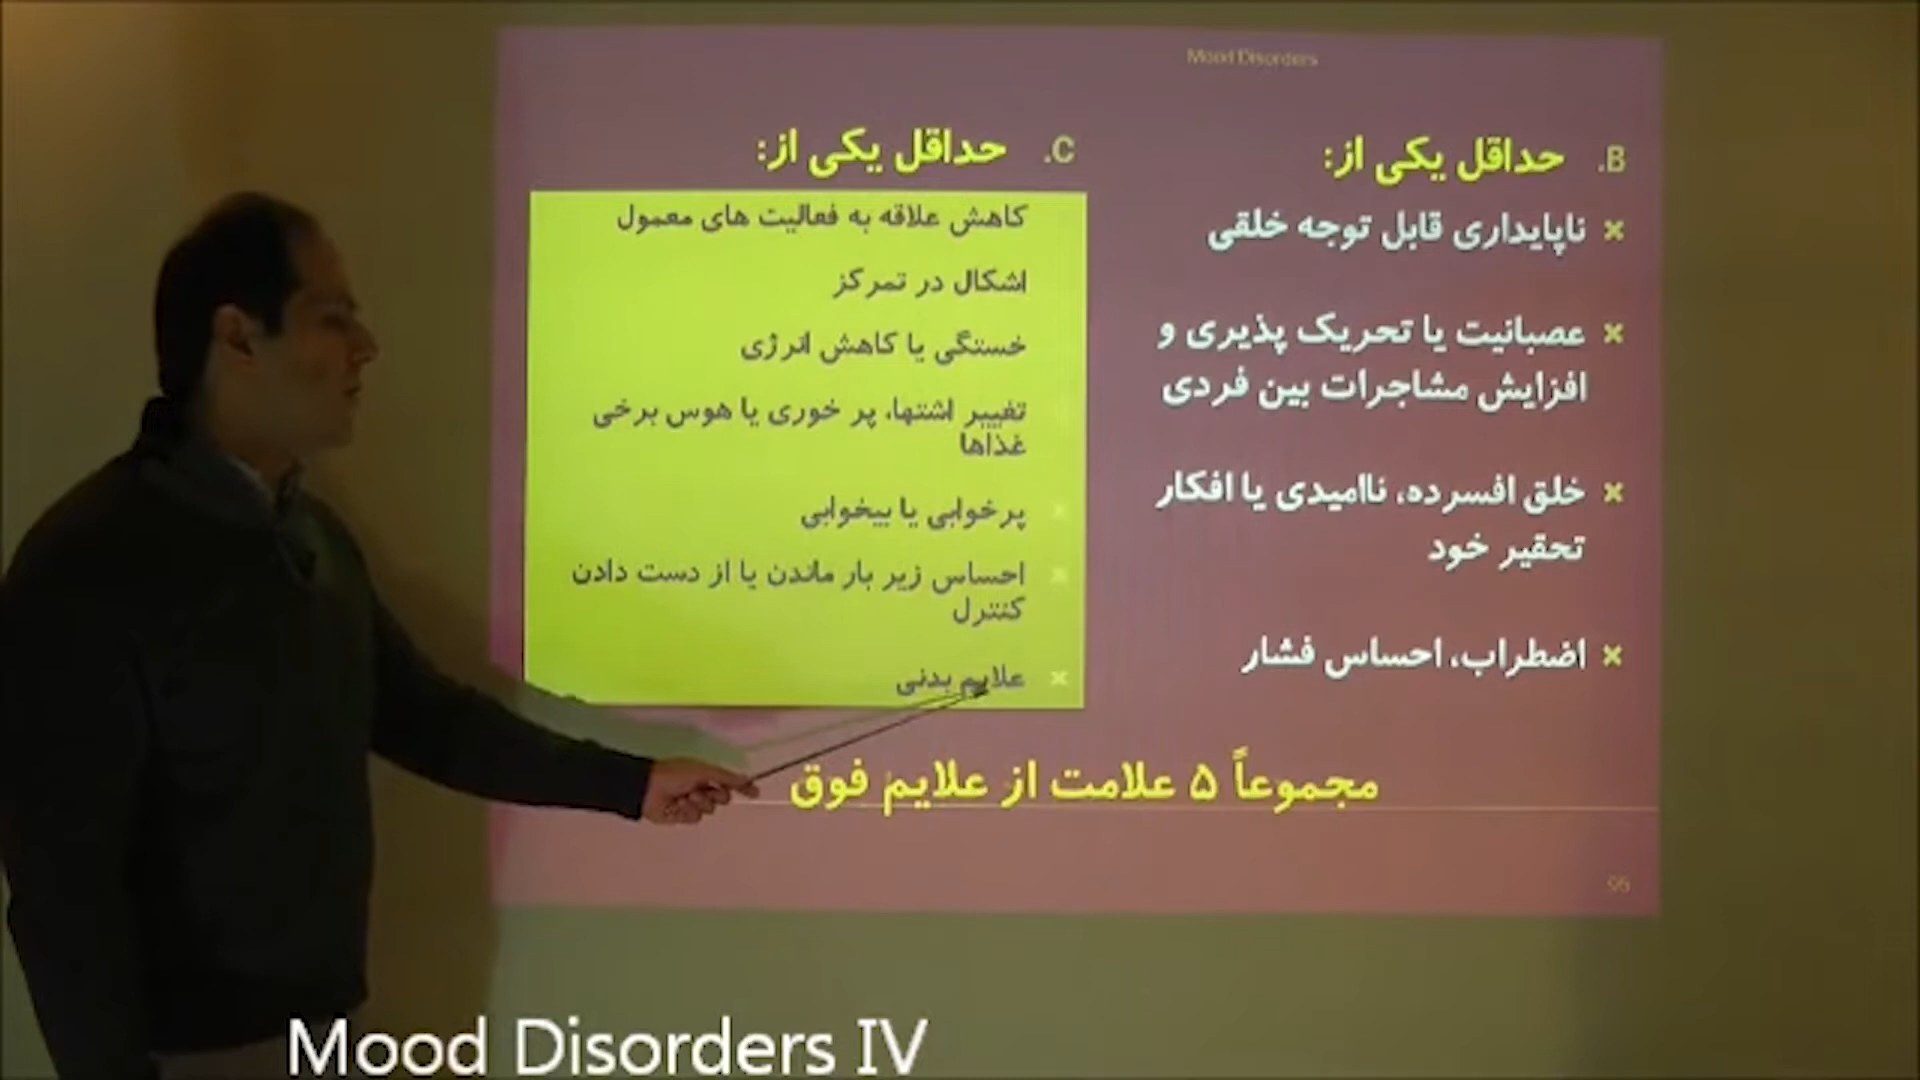 Mood Disorders
B. حداقل یکی از:
× ناپایداری قابل توجه خلقی
× عصبانیت یا تحریک پذیری و
افزایش مشاجرات بین فردی
× خلق افسرده، ناامیدی یا افکار
تحقیر خود
× اضطراب، احساس فشار
C. حداقل یکی از:
کاهش علاقه به فعالیت های معمول
اشکال در تمرکز
خستگی یا کاهش انرژی
تغییر اشتها، پر خوری یا هوس برخی
غذاها
× پرخوابی یا بیخوابی
× احساس زیر بار ماندن یا از دست دادن
کنترل
× علایم بدنی
مجموعاً ۵ علامت از علایم فوق
Mood Disorders IV